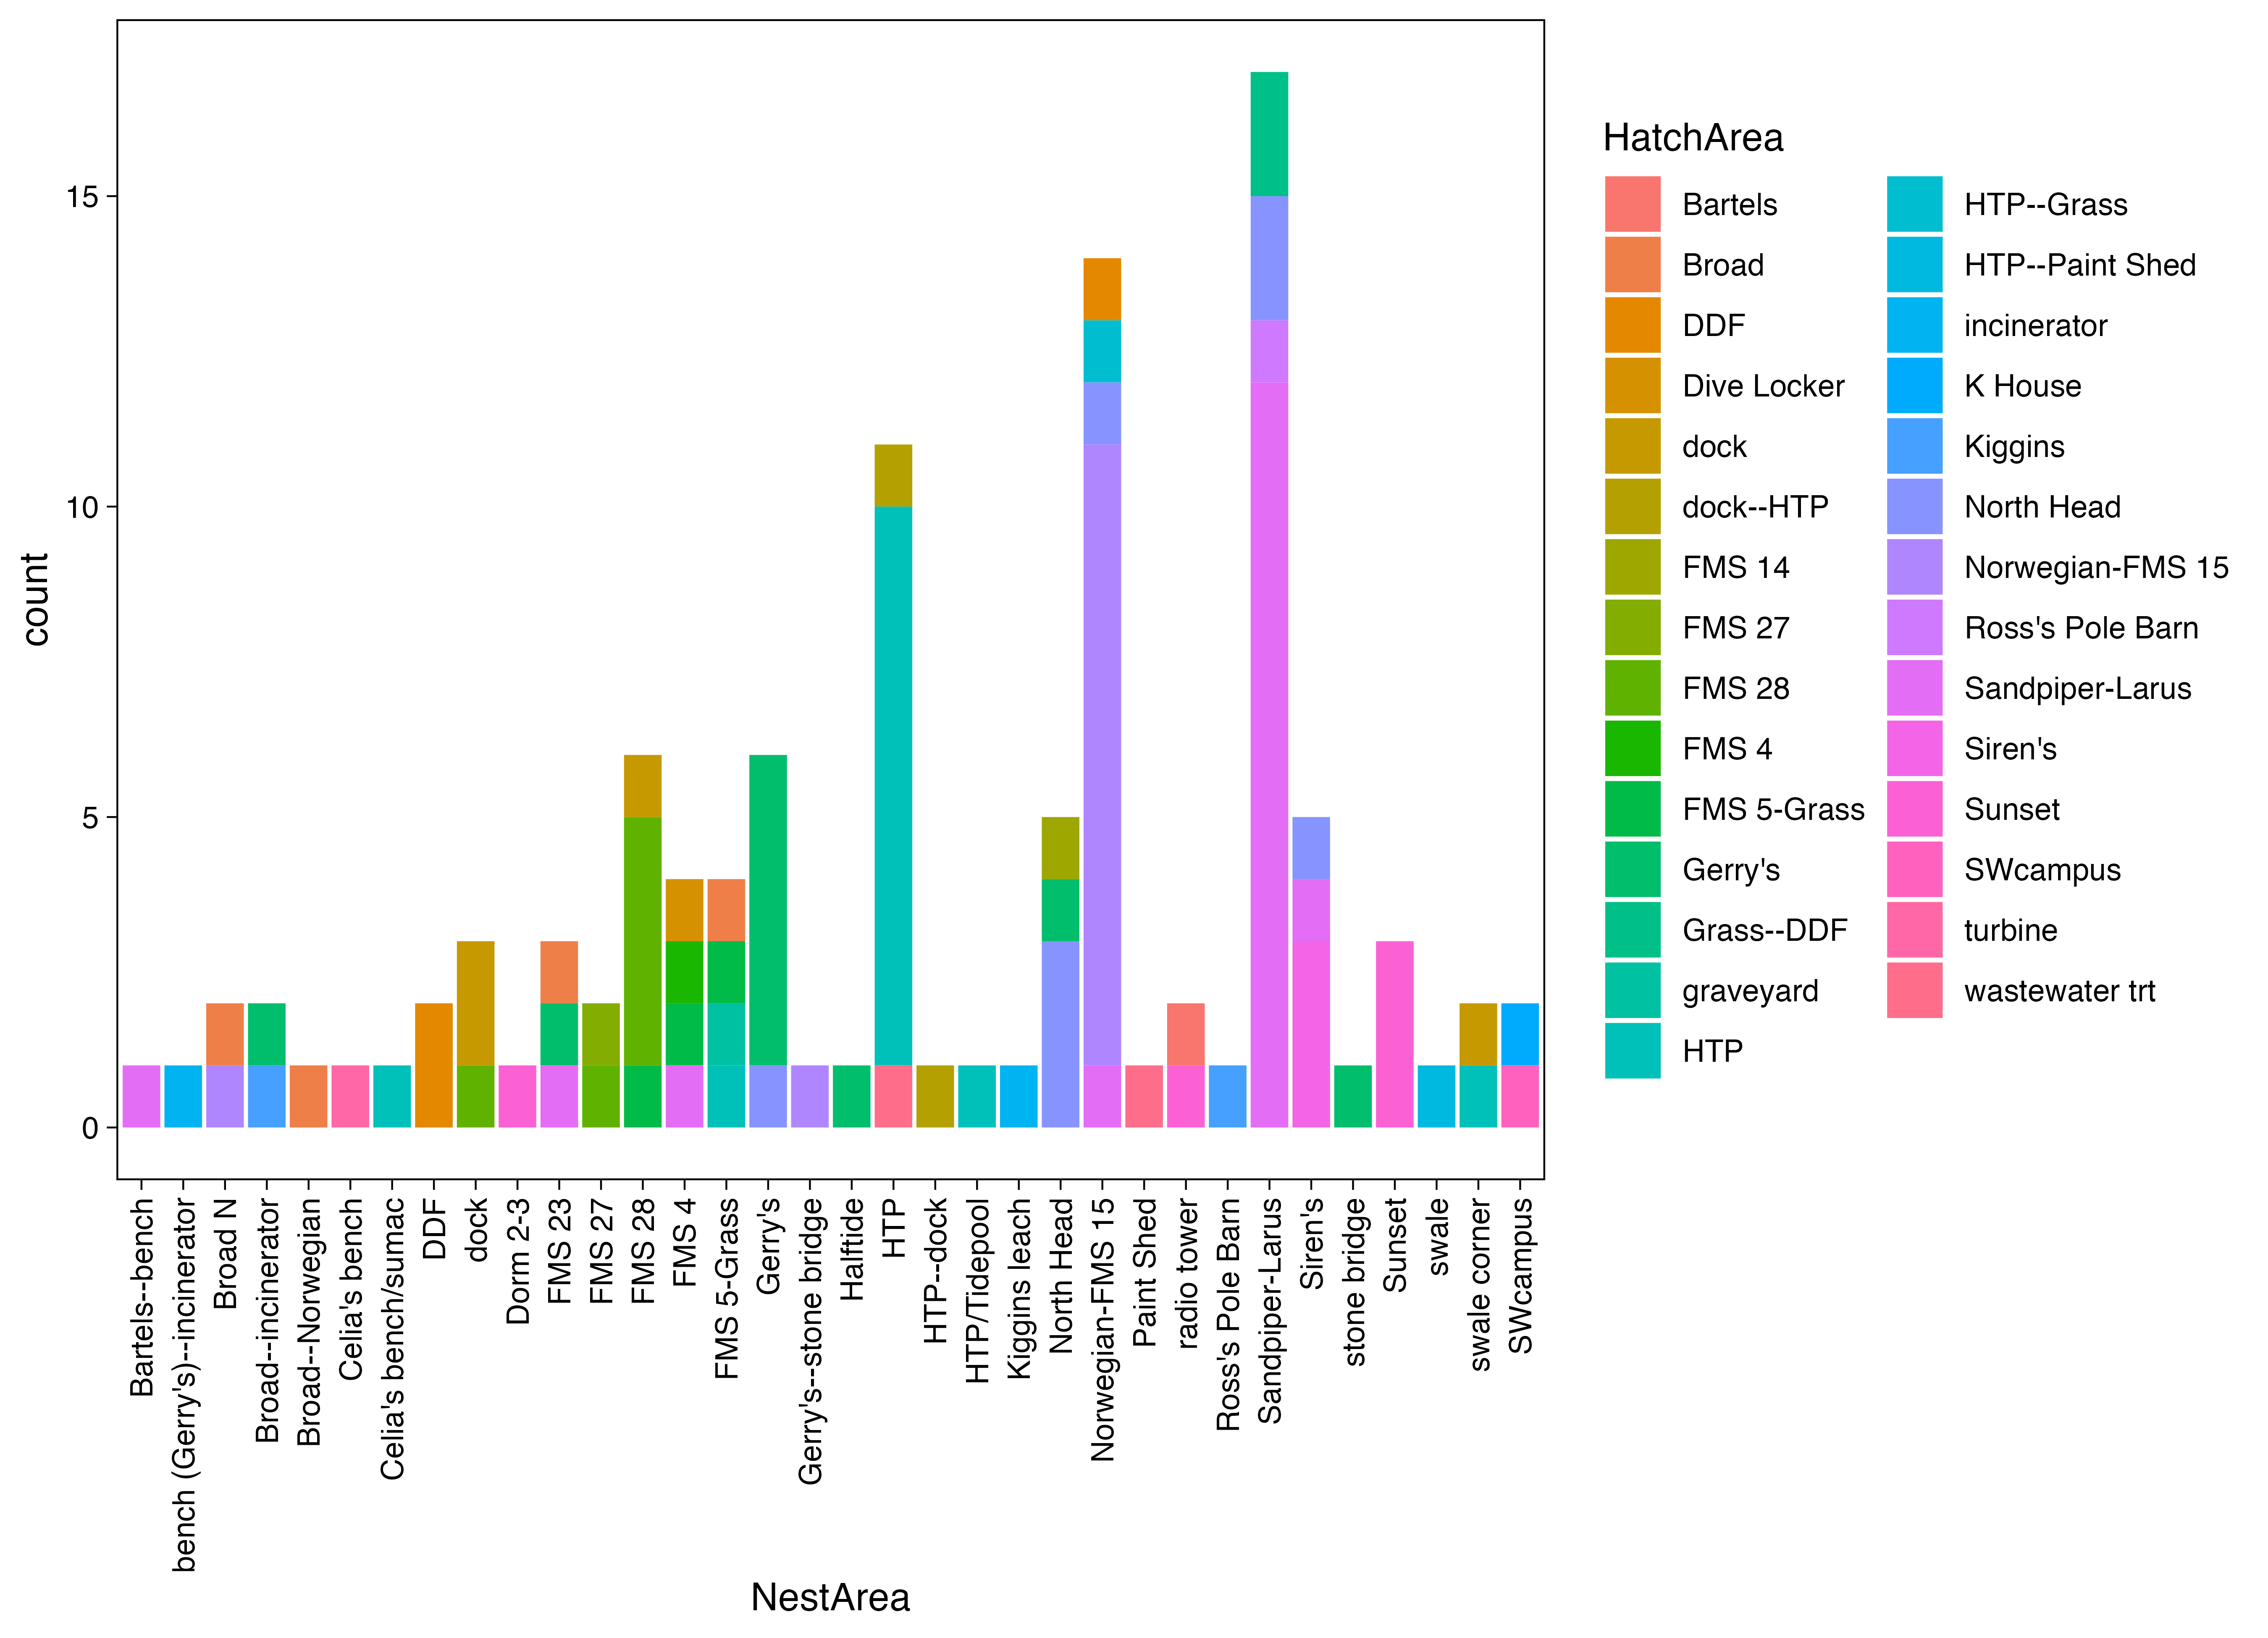 count
15
10
5
0
Bartels--bench
bench (Gerry's)--incinerator
Broad N
Broad--incinerator
Broad--Norwegian
Celia's bench
Celia's bench/sumac
DDF
dock
Dorm 2-3
FMS 23
FMS 27
FMS 28
FMS 4
FMS 5-Grass
Gerry's
Gerry's--stone bridge
Halftide
HTP
HTP--dock
HTP/Tidepool
Kiggins leach
North Head
Norwegian-FMS 15
Paint Shed
radio tower
Ross's Pole Barn
Sandpiper-Larus
Siren's
stone bridge
Sunset
swale
swale corner
SWcampus
NestArea
HatchArea
Bartels
Broad
DDF
Dive Locker
dock
dock--HTP
FMS 14
FMS 27
FMS 28
FMS 4
FMS 5-Grass
Gerry's
Grass--DDF
graveyard
HTP
HTP--Grass
HTP--Paint Shed
incinerator
K House
Kiggins
North Head
Norwegian-FMS 15
Ross's Pole Barn
Sandpiper-Larus
Siren's
Sunset
SWcampus
turbine
wastewater trt